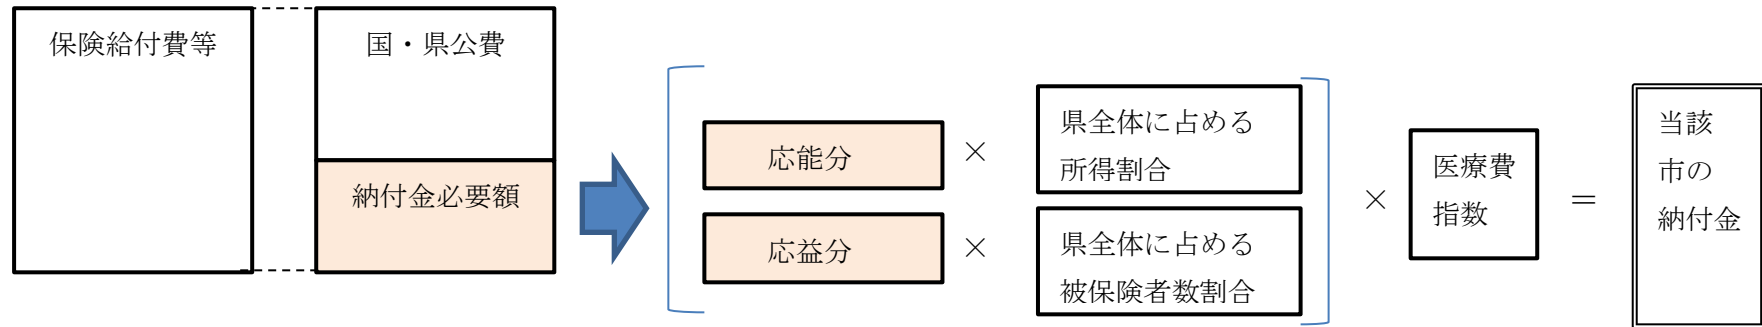 保険給付費等
国・県公費
納付金必要額
応能分
×
県全体に占める
所得割合
応益分
×
県全体に占める
被保険者数割合
×
医療費
指数
＝
当該
市の
納付金